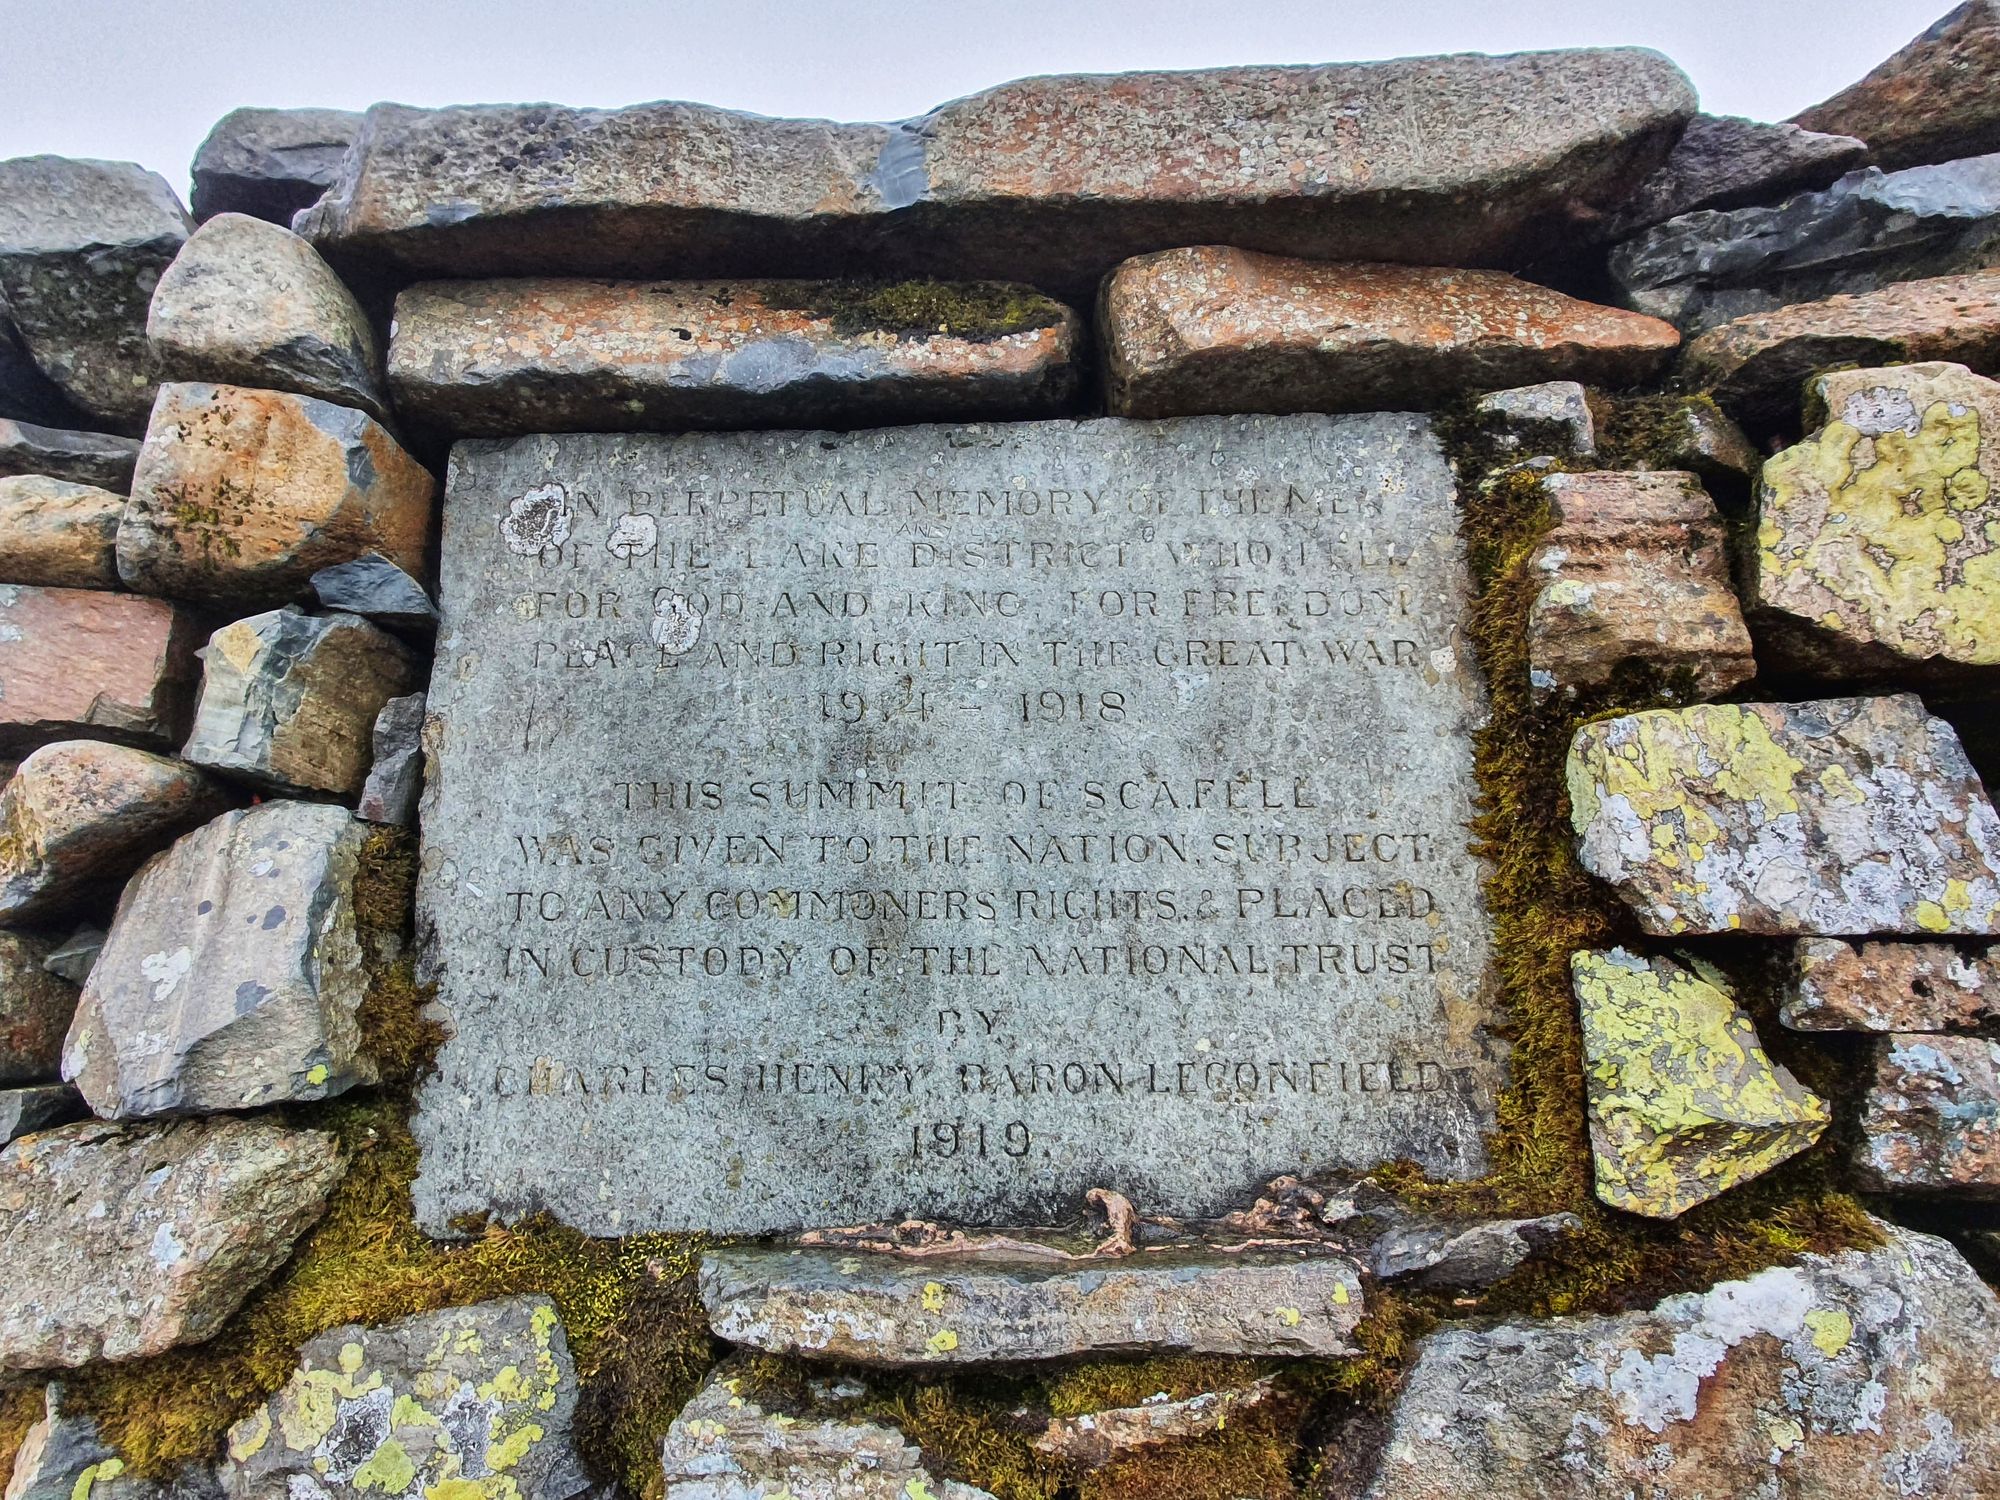 IN PERPETUAL MEMORY OF THE MEN
AND
OF THE LAKE DISTRICT WHO FELL
FOR GOD AND KING, FOR FREEDOM
PEACE AND RIGHT IN THE GREAT WAR
1914 - 1918.
THIS SUMMIT OF SCAFELL
WAS GIVEN TO THE NATION, SUBJECT
TO ANY COMMONERS RIGHTS, & PLACED
IN CUSTODY OF THE NATIONAL TRUST
BY
CHARLES HENRY BARON LECONFIELD
1919.